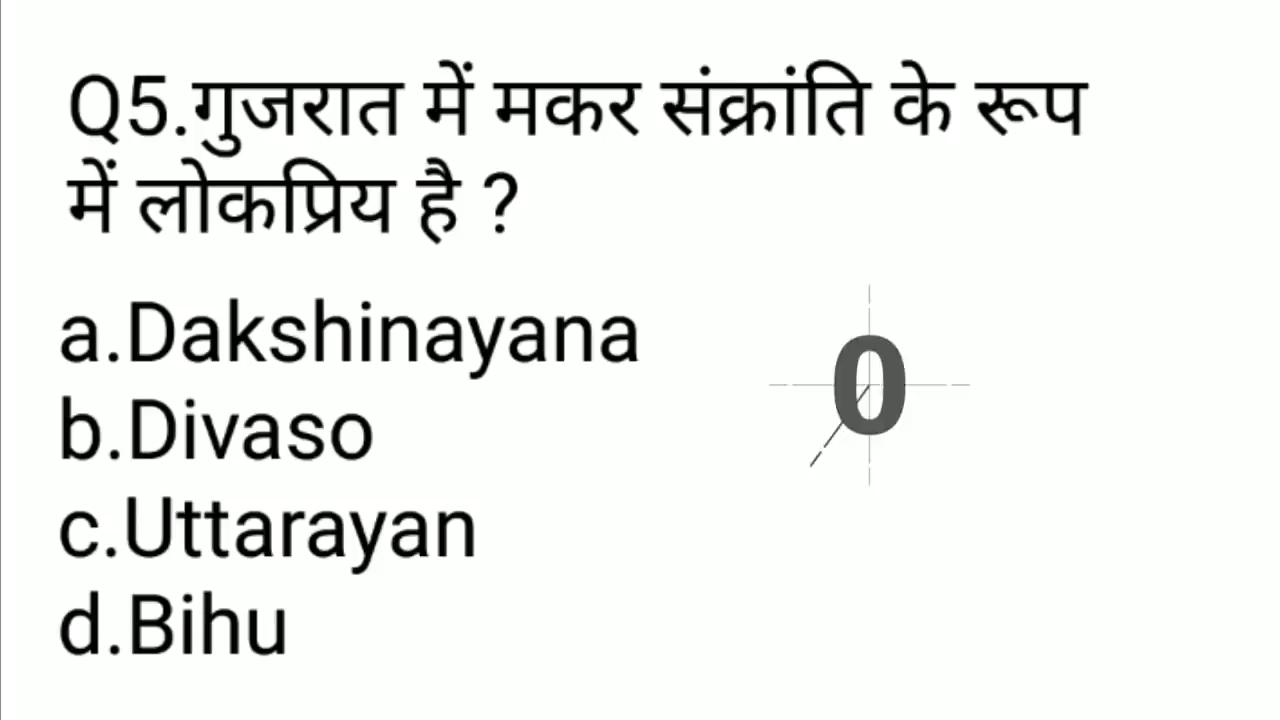 Q5.गुजरात में मकर संक्रांति के रूप
में लोकप्रिय है ?
a.Dakshinayana
b.Divaso
0
c.Uttarayan
d.Bihu